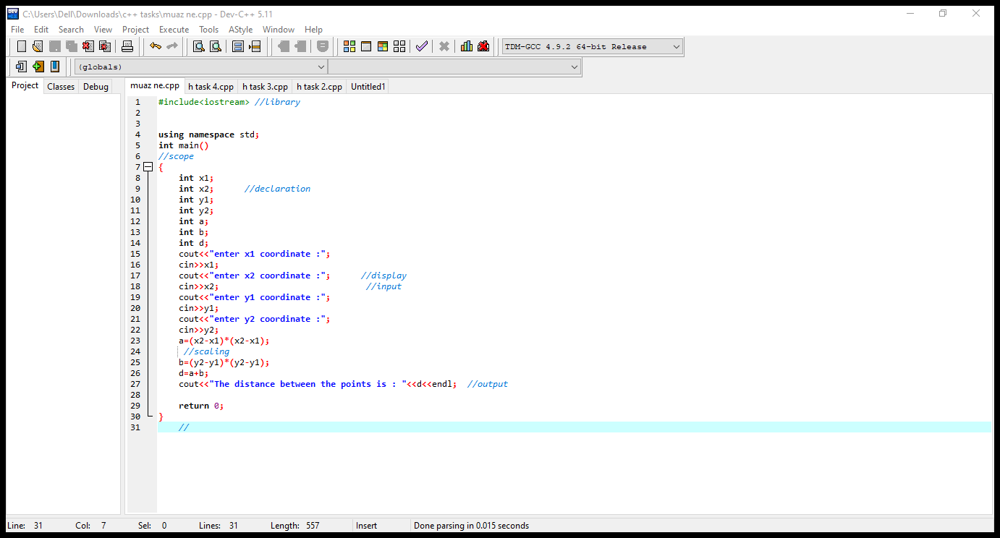 C:\Users\Dell\Downloads\c++ tasks\muaz ne.cpp - Dev-C++ 5.11
File Edit Search View Project Execute Tools AStyle Window Help
TDM-GCC 4.9.2 64-bit Release
(globals)
Project Classes Debug
muaz ne.cpp h task 4.cpp h task 3.cpp h task 2.cpp Untitled1
1 #include<iostream> //library
2
3
4 using namespace std;
5 int main()
6 //scope
7 {
8 int x1;
9 int x2; //declaration
10 int y1;
11 int y2;
12 int a;
13 int b;
14 int d;
15 cout<<"enter x1 coordinate :";
16 cin>>x1;
17 cout<<"enter x2 coordinate :"; //display
18 cin>>x2; //input
19 cout<<"enter y1 coordinate :";
20 cin>>y1;
21 cout<<"enter y2 coordinate :";
22 cin>>y2;
23 a=(x2-x1)*(x2-x1);
24 //scaling
25 b=(y2-y1)*(y2-y1);
26 d=a+b;
27 cout<<"The distance between the points is : "<<d<<endl; //output
28
29 return 0;
30 }
31 //
Line: 31 Col: 7 Sel: 0 Lines: 31 Length: 557 Insert Done parsing in 0.015 seconds